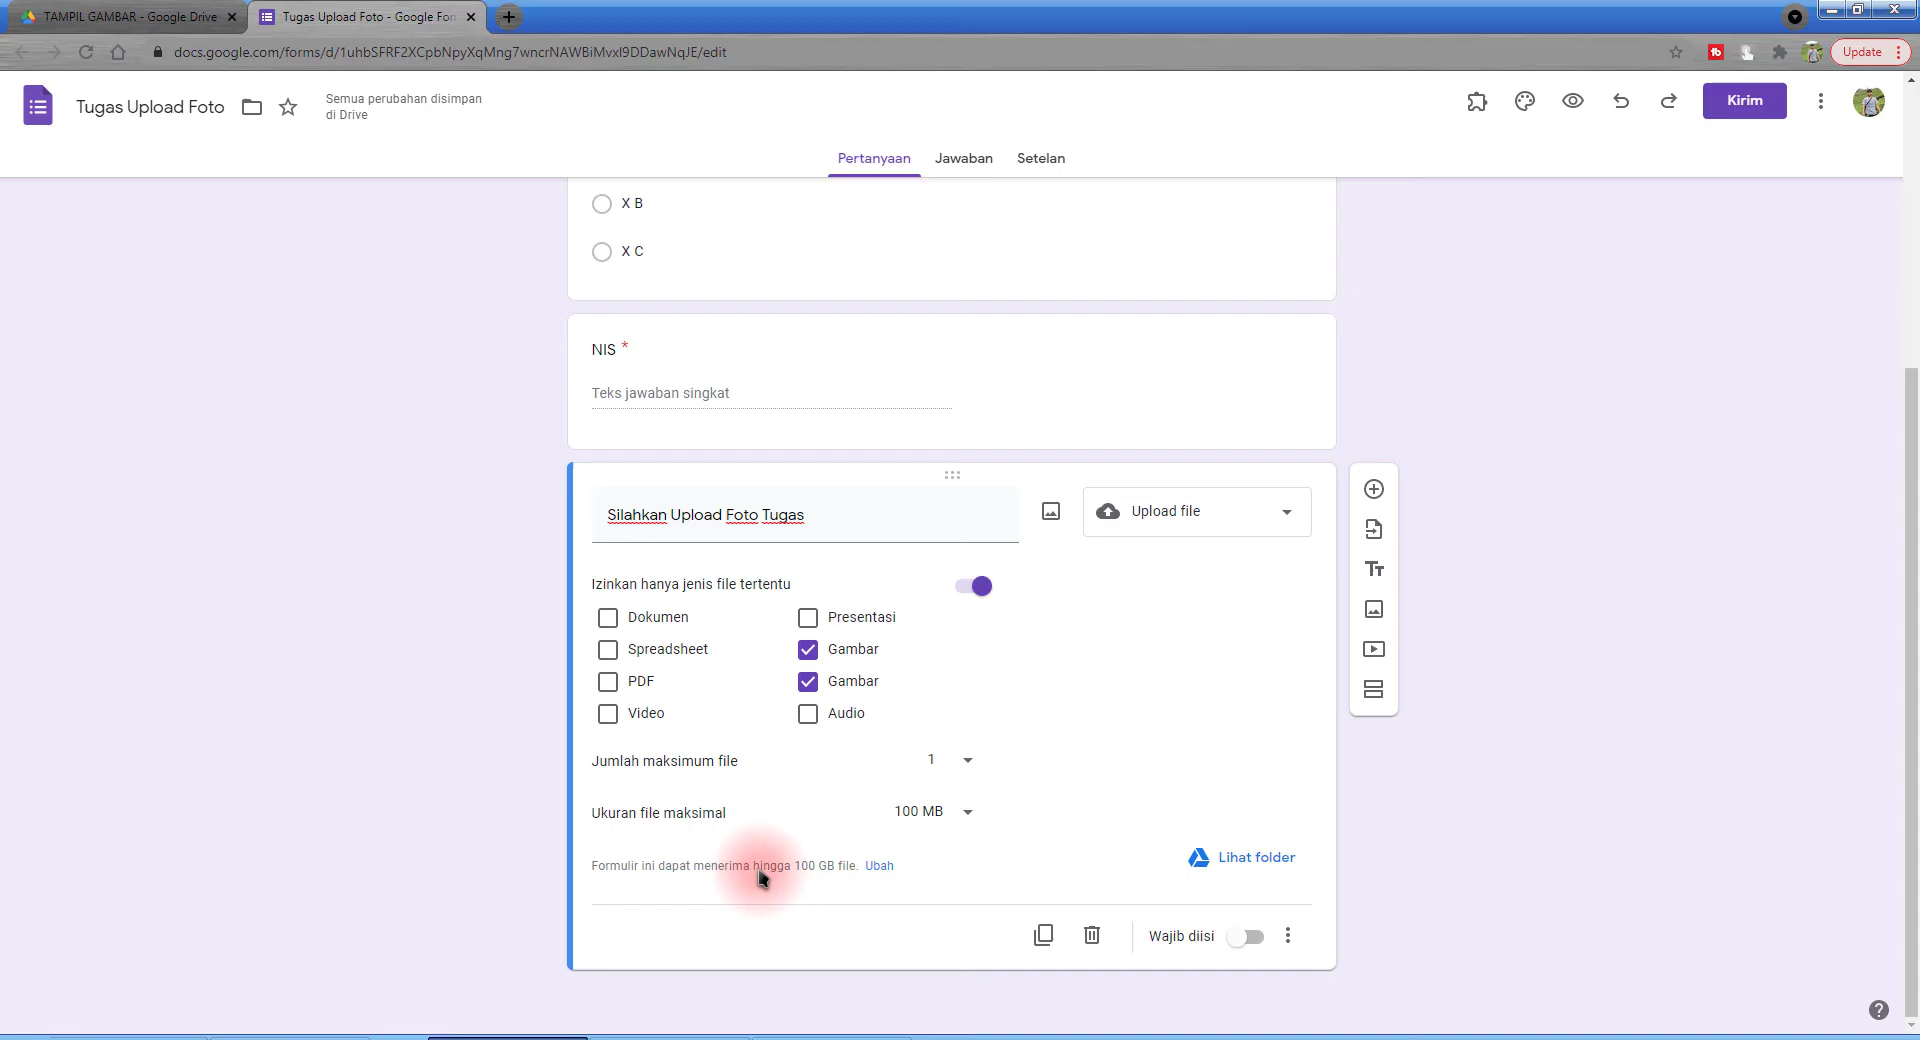 TAMPIL GAMBAR - Google Drive
Tugas Upload Foto - Google For
docs.google.com/forms/d/1uhbSFRF2XCpbNpyXqMng7wncrNAWBiMvxI9DDawNqJE/edit
Update
Tugas Upload Foto
Semua perubahan disimpan
di Drive
Kirim
Pertanyaan Jawaban Setelan
X B
X C
NIS *
Teks jawaban singkat
Silahkan Upload Foto Tugas
Upload file
Izinkan hanya jenis file tertentu
Dokumen Presentasi
Spreadsheet Gambar
PDF Gambar
Video Audio
Jumlah maksimum file 1
Ukuran file maksimal 100 MB
Formulir ini dapat menerima hingga 100 GB file. Ubah
Lihat folder
Wajib diisi